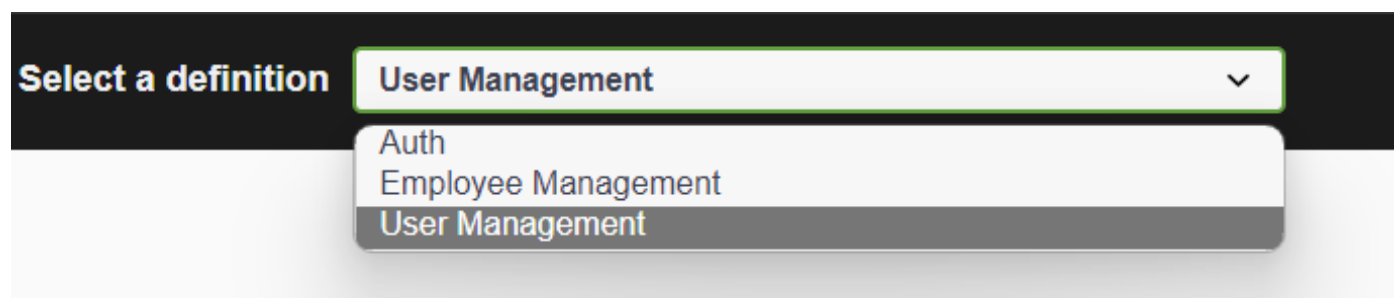 Select a definition User Management
Auth
Employee Management
User Management